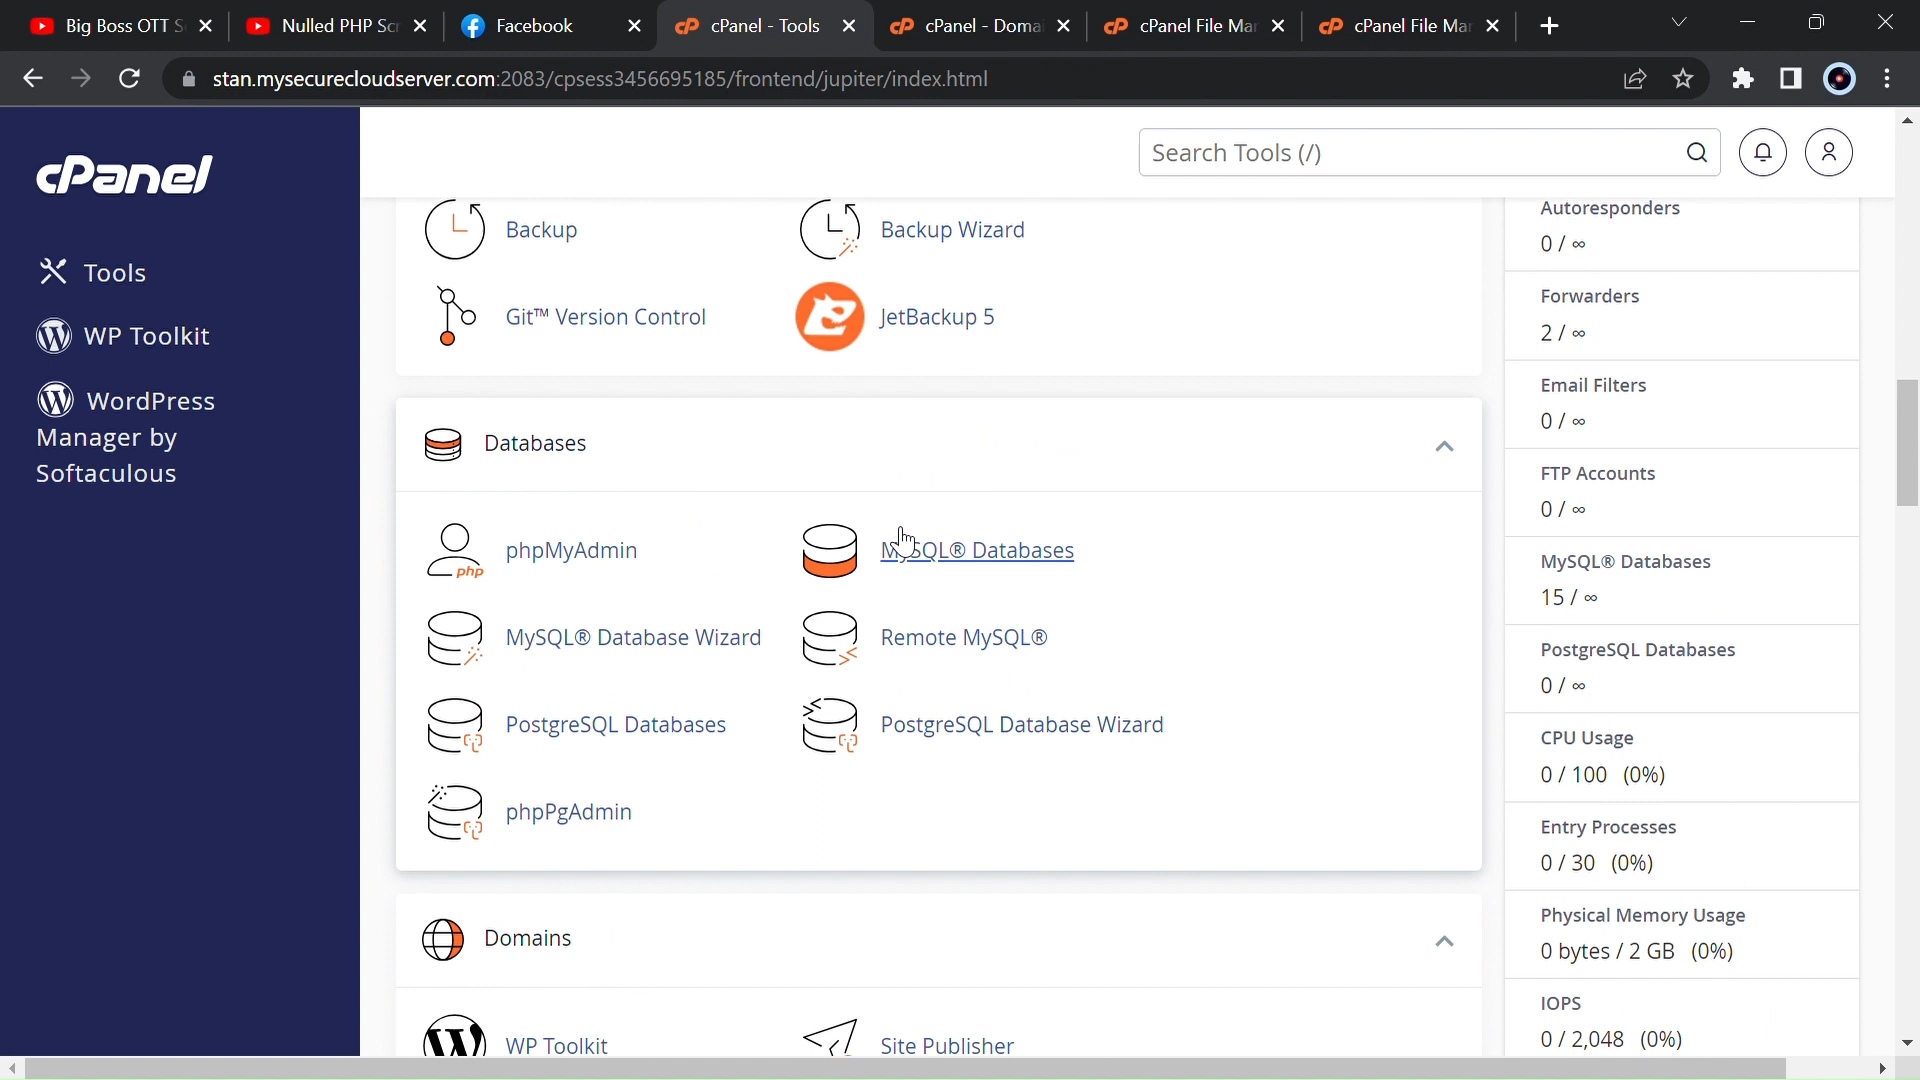 Big Boss OTT S
Nulled PHP Scr
Facebook
cPanel - Tools
cPanel - Domai
cPanel File Mar
cPanel File Mar
stan.mysecurecloudserver.com:2083/cpsess3456695185/frontend/jupiter/index.html
cPanel
Search Tools (/)
Tools
WP Toolkit
WordPress
Manager by
Softaculous
Backup
Backup Wizard
Git™ Version Control
JetBackup 5
Databases
phpMyAdmin
php
MySQL® Databases
MySQL® Database Wizard
Remote MySQL®
PostgreSQL Databases
PostgreSQL Database Wizard
phpPgAdmin
Domains
WP Toolkit
Site Publisher
Autoresponders
0 / ∞
Forwarders
2 / ∞
Email Filters
0 / ∞
FTP Accounts
0 / ∞
MySQL® Databases
15 / ∞
PostgreSQL Databases
0 / ∞
CPU Usage
0 / 100 (0%)
Entry Processes
0 / 30 (0%)
Physical Memory Usage
0 bytes / 2 GB (0%)
IOPS
0 / 2,048 (0%)